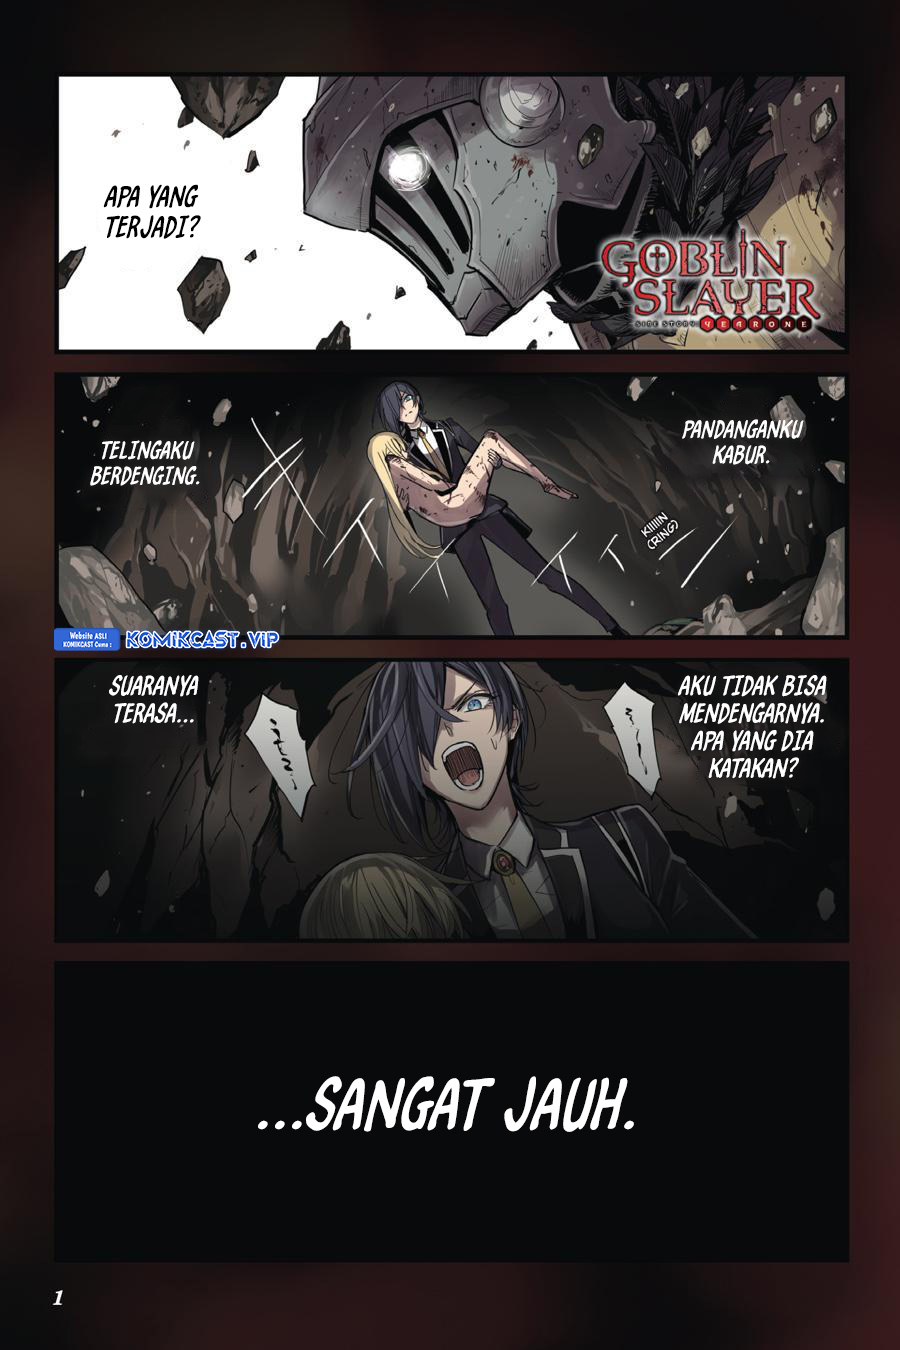 APA YANG
TERJADI?
GOBLIN
SLAYER
SIDE STORY: YEAR ONE
PANDANGANKU
KABUR.
TELINGAKU
BERDENGING.
KIIIIN
(RING)
Website ASLI
KOMIKCAST Cuma :
KOMIKCAST.VIP
AKU TIDAK BISA
MENDENGARNYA.
APA YANG DIA
KATAKAN?
SUARANYA
TERASA...
...SANGAT JAUH.
1